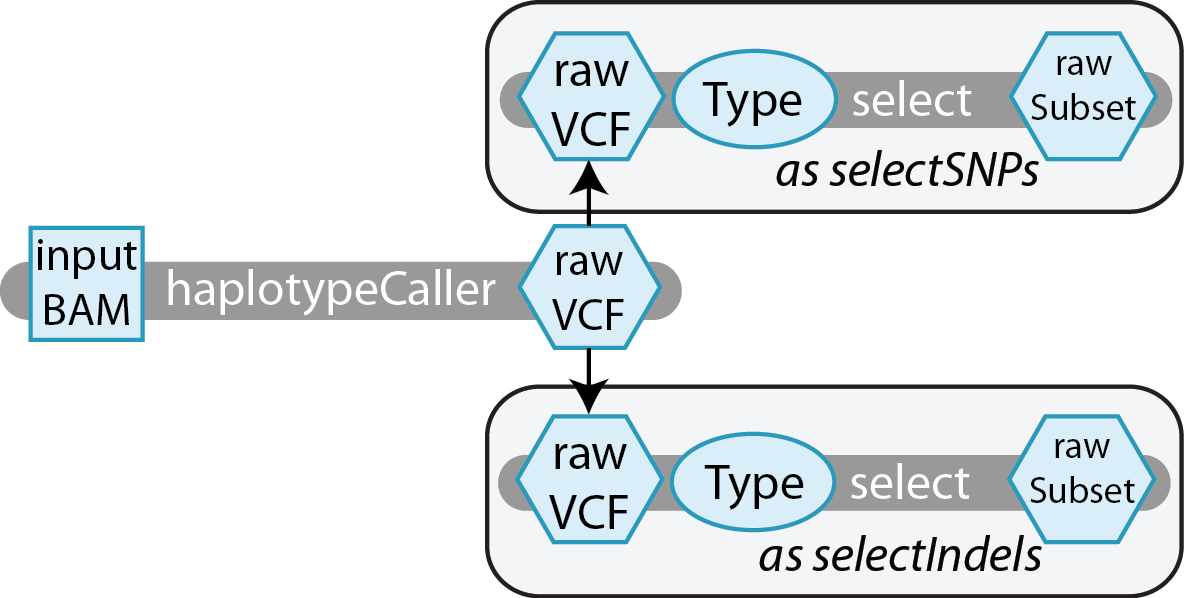 raw
VCF
Type
select
raw
Subset
as selectSNPs
input
BAM
haplotypeCaller
raw
VCF
raw
VCF
Type
select
raw
Subset
as selectIndels